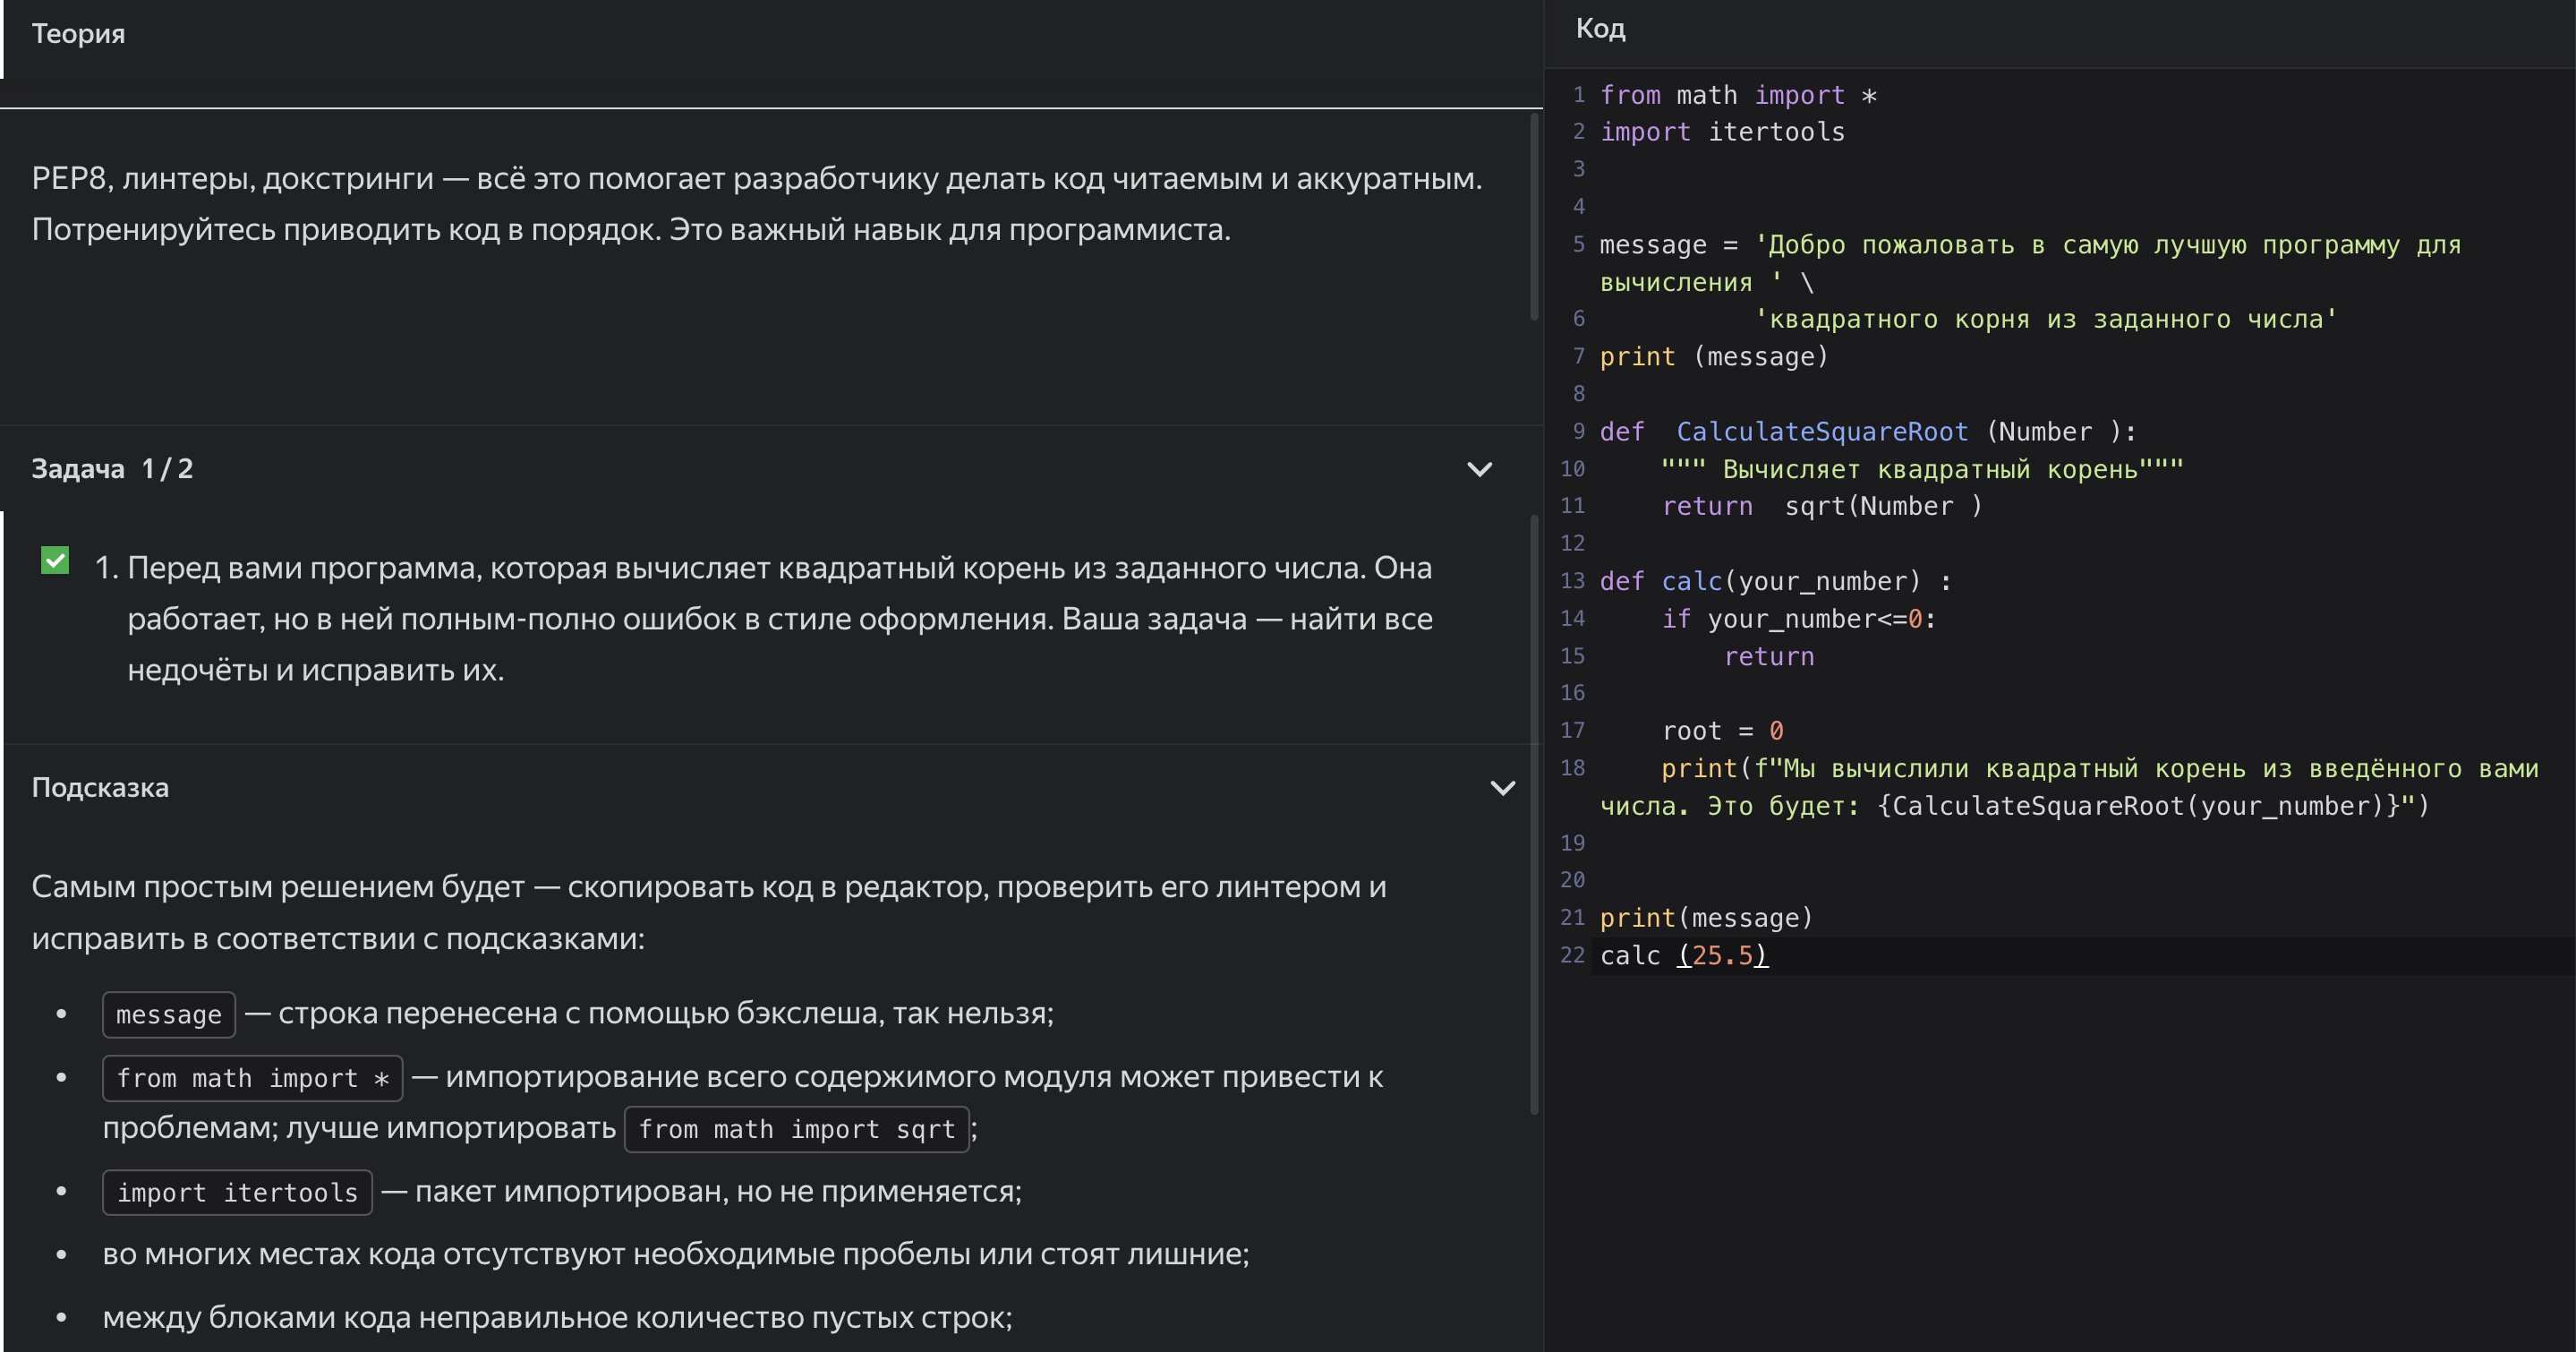 Теория
PEP8, линтеры, докстринги — всё это помогает разработчику делать код читаемым и аккуратным.
Потренируйтесь приводить код в порядок. Это важный навык для программиста.
Задача 1 / 2
1. Перед вами программа, которая вычисляет квадратный корень из заданного числа. Она
работает, но в ней полным-полно ошибок в стиле оформления. Ваша задача — найти все
недочёты и исправить их.
Подсказка
Самым простым решением будет — скопировать код в редактор, проверить его линтером и
исправить в соответствии с подсказками:
• message — строка перенесена с помощью бэкслеша, так нельзя;
• from math import * — импортирование всего содержимого модуля может привести к
проблемам; лучше импортировать from math import sqrt;
• import itertools — пакет импортирован, но не применяется;
• во многих местах кода отсутствуют необходимые пробелы или стоят лишние;
• между блоками кода неправильное количество пустых строк;
Код
1 from math import *
2 import itertools
3
4
5 message = 'Добро пожаловать в самую лучшую программу для
вычисления ' \
6           'квадратного корня из заданного числа'
7 print (message)
8
9 def  CalculateSquareRoot (Number ):
10     """ Вычисляет квадратный корень"""
11     return  sqrt(Number )
12
13 def calc(your_number) :
14     if your_number<=0:
15         return
16
17     root = 0
18     print(f"Мы вычислили квадратный корень из введённого вами
числа. Это будет: {CalculateSquareRoot(your_number)}")
19
20
21 print(message)
22 calc (25.5)